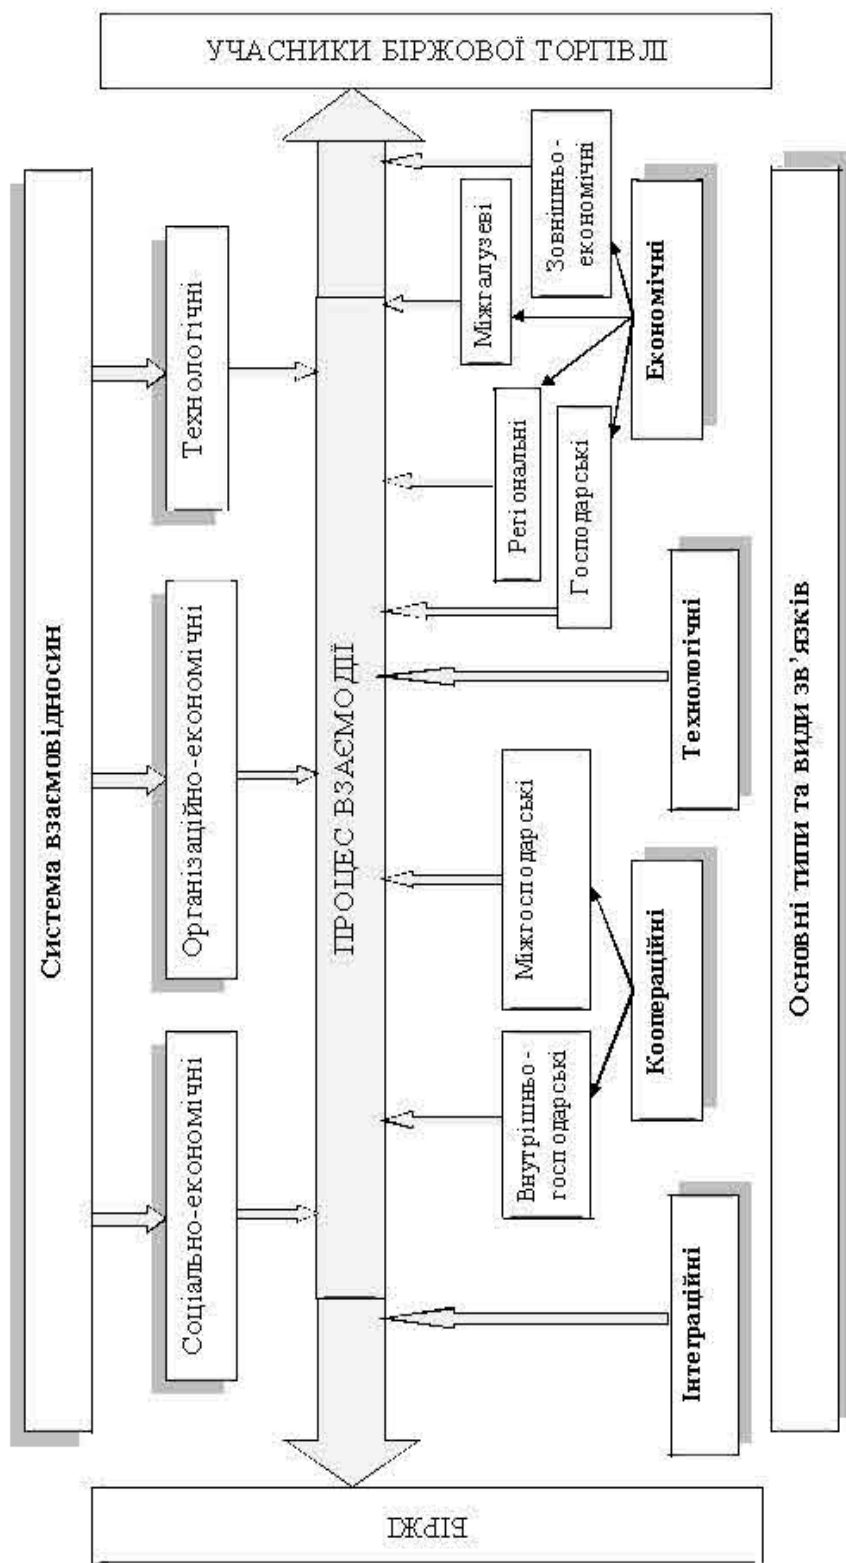 УЧАСНИКИ БІРЖОВОЇ ТОРГІВЛІ
Система взаємовідносин
Соціально-економічні
Організаційно-економічні
Технологічні
ПРОЦЕС ВЗАЄМОДІЇ
Внутрішньо-
господарські
Міжгосподарські
Господарські
Регіональні
Міжгалузеві
Зовнішньо-
економічні
Інтеграційні
Коопераційні
Технологічні
Економічні
Основні типи та види зв’язків
БІРЖІ